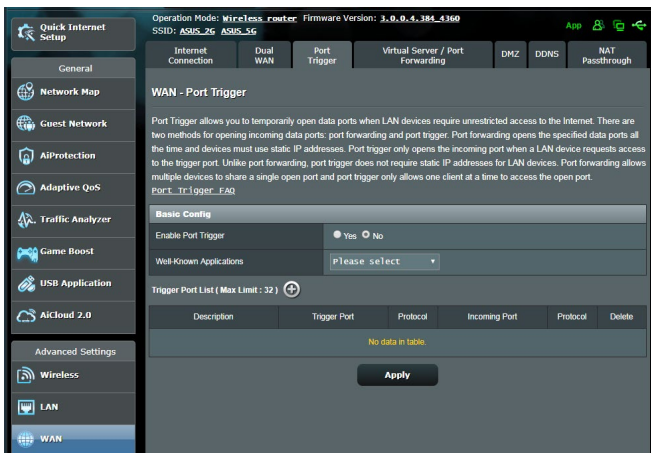 Quick Internet
Setup
General
Network Map
Guest Network
AiProtection
Adaptive QoS
Traffic Analyzer
Game Boost
USB Application
AiCloud 2.0
Advanced Settings
Wireless
LAN
WAN
Operation Mode: Wireless router Firmware Version: 3.0.0.4.384_4360
SSID: ASUS_2G ASUS_5G
App
Internet
Connection
Dual
WAN
Port
Trigger
Virtual Server / Port
Forwarding
DMZ
DDNS
NAT
Passthrough
WAN - Port Trigger
Port Trigger allows you to temporarily open data ports when LAN devices require unrestricted access to the Internet. There are
two methods for opening incoming data ports: port forwarding and port trigger. Port forwarding opens the specified data ports all
the time and devices must use static IP addresses. Port trigger only opens the incoming port when a LAN device requests access
to the trigger port. Unlike port forwarding, port trigger does not require static IP addresses for LAN devices. Port forwarding allows
multiple devices to share a single open port and port trigger only allows one client at a time to access the open port.
Port Trigger FAQ
Basic Config
Enable Port Trigger
Yes No
Well-Known Applications
Please select
Trigger Port List ( Max Limit : 32 )
Description Trigger Port Protocol Incoming Port Protocol Delete
No data in table.
Apply